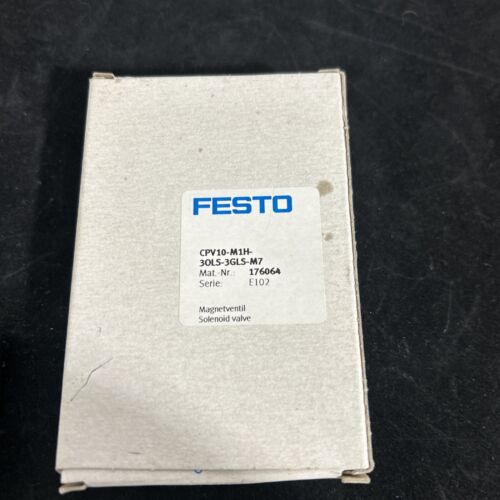 FESTO
CPV10-M1H-
3OLS-3GLS-M7
Mat.-Nr.: 176064
Serie: E102
Magnetventil
Solenoid valve